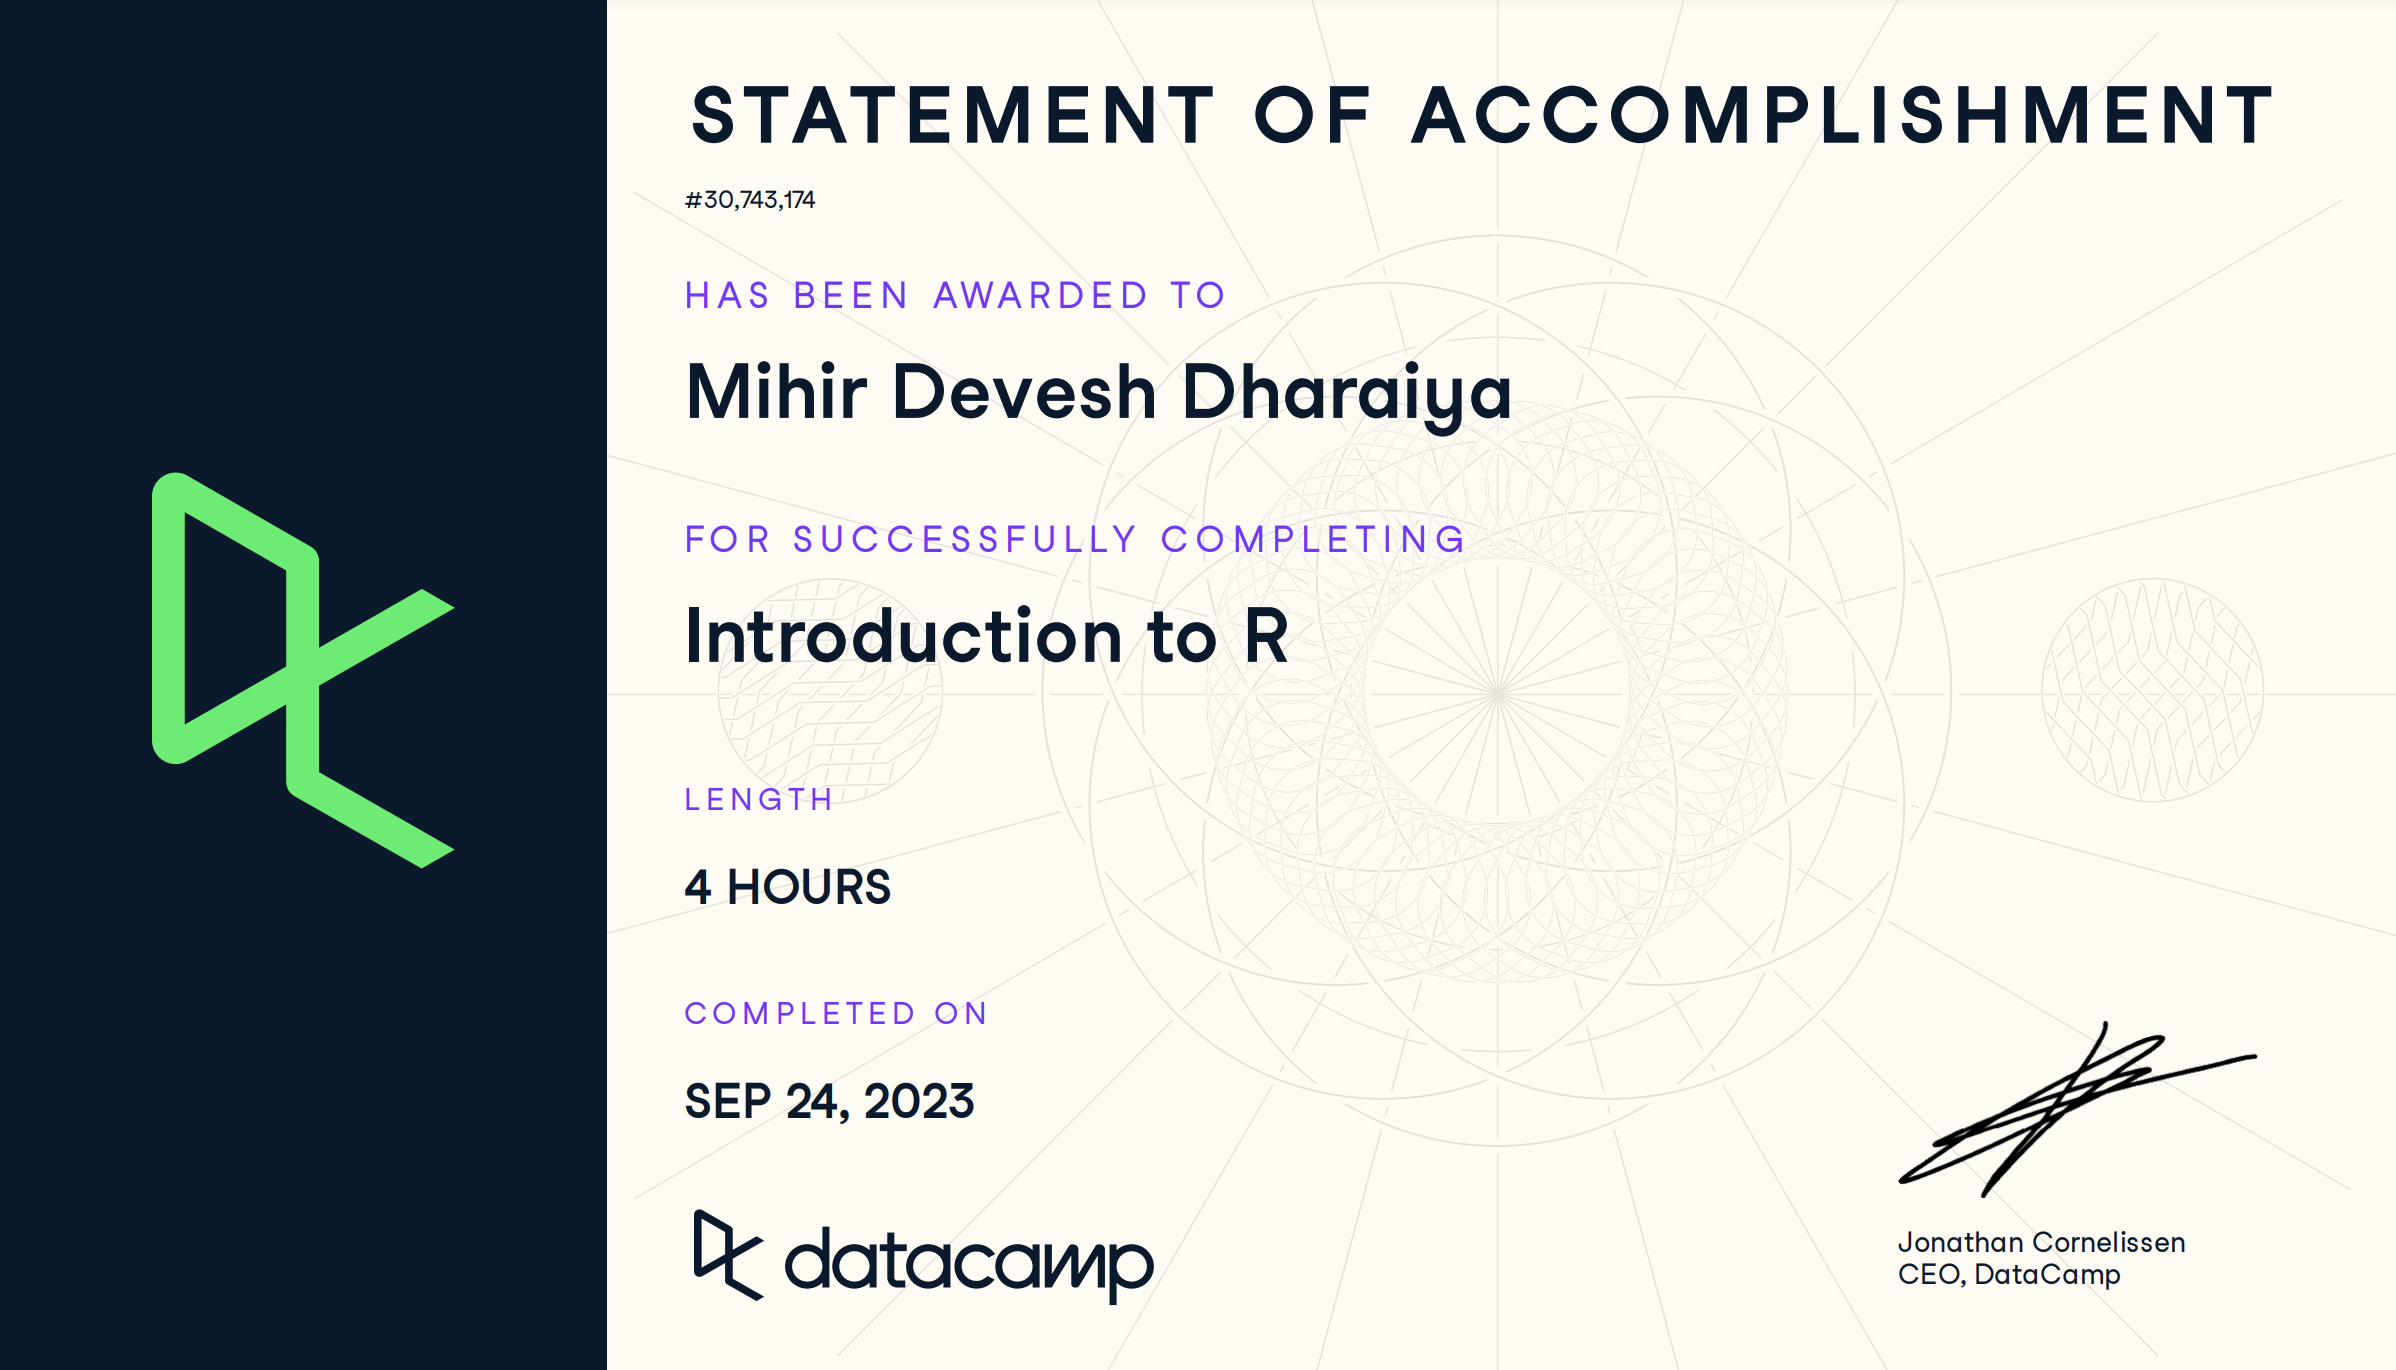 STATEMENT OF ACCOMPLISHMENT
#30,743,174
HAS BEEN AWARDED TO
Mihir Devesh Dharaiya
FOR SUCCESSFULLY COMPLETING
Introduction to R
LENGTH
4 HOURS
COMPLETED ON
SEP 24, 2023
datacamp
Jonathan Cornelissen
CEO, DataCamp